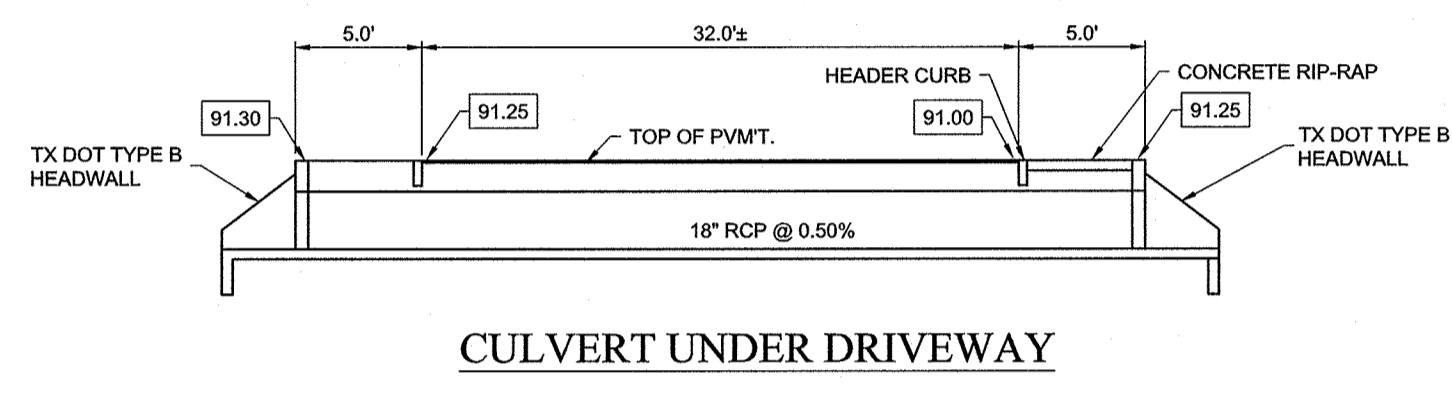 5.0'
32.0'±
5.0'
HEADER CURB
CONCRETE RIP-RAP
91.30
91.25
91.00
91.25
TX DOT TYPE B
HEADWALL
TOP OF PVM'T.
TX DOT TYPE B
HEADWALL
18" RCP @ 0.50%
CULVERT UNDER DRIVEWAY